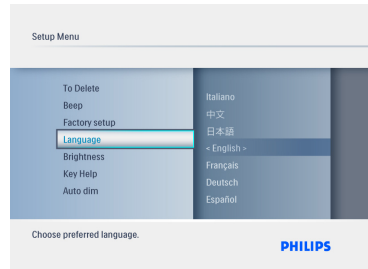 Setup Menu
To Delete
Beep
Factory setup
Language
Brightness
Key Help
Auto dim
Italiano
中文
日本語
< English >
Français
Deutsch
Español
Choose preferred language.
PHILIPS